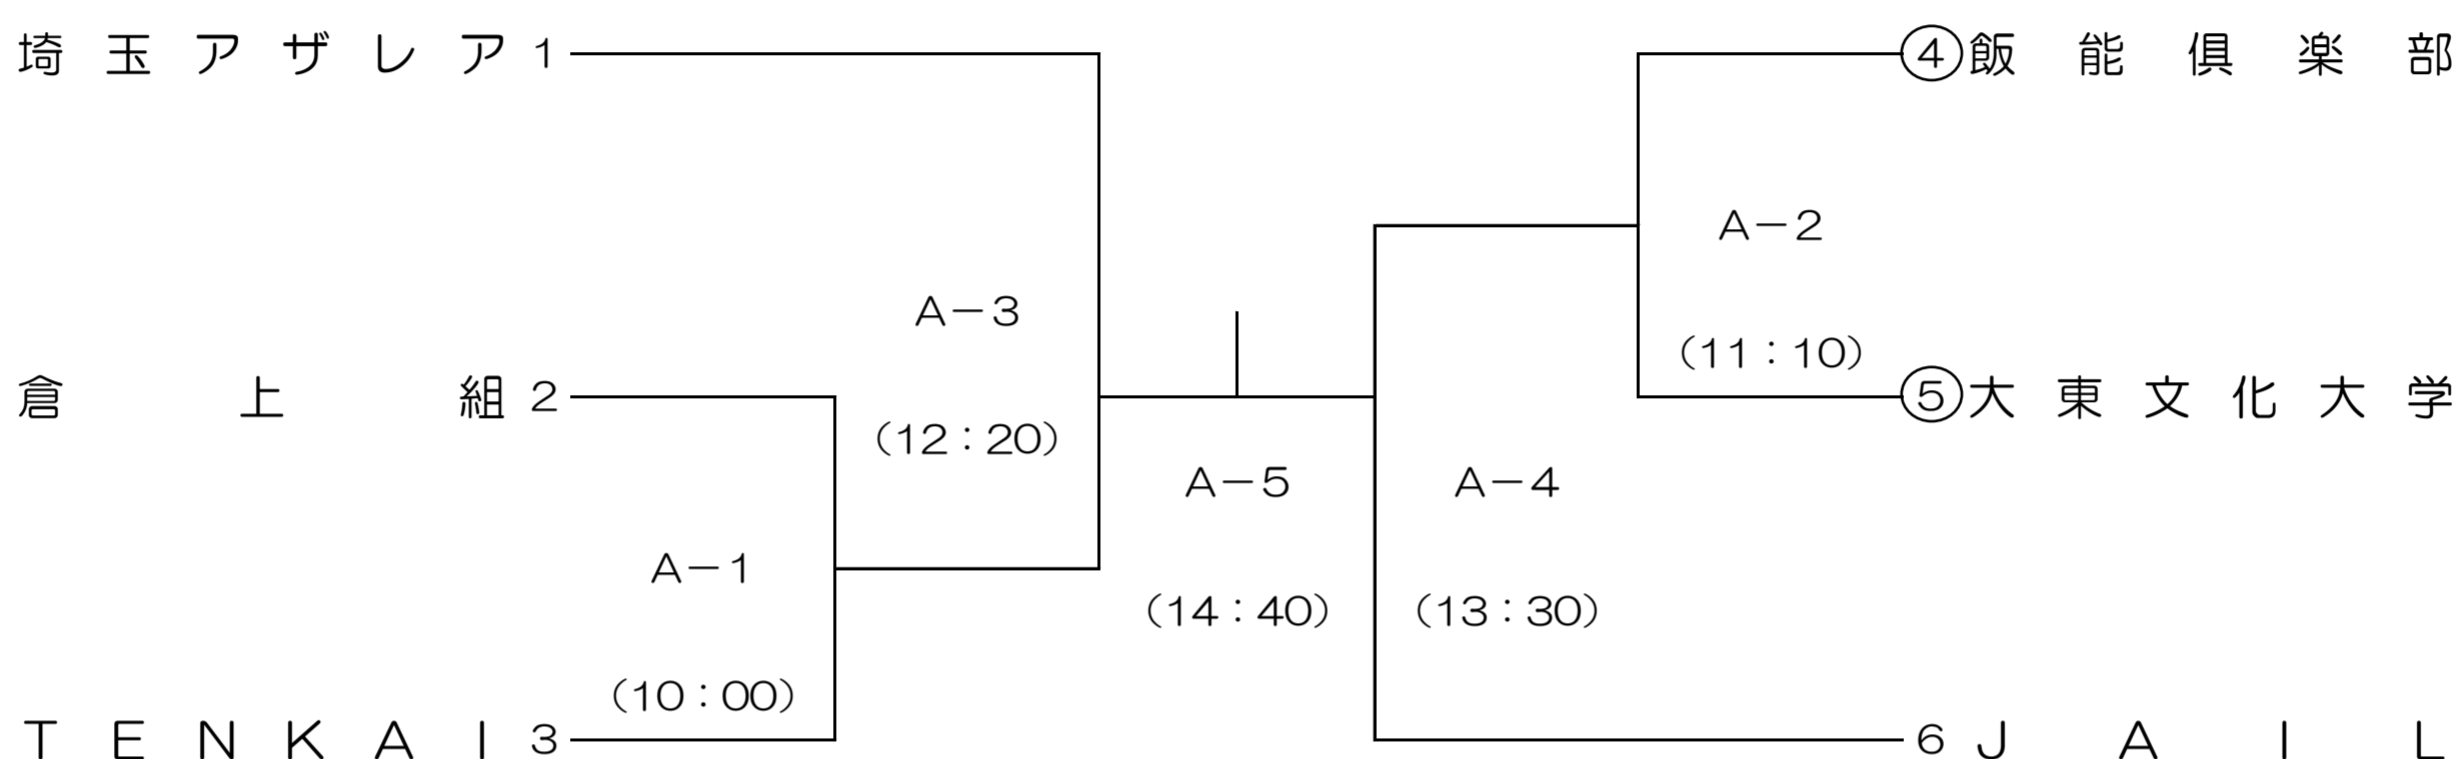 埼玉アザレア 1
④ 飯能倶楽部
A-2
A-3
(11:10)
倉上組 2
⑤ 大東文化大学
(12:20)
A-5
A-4
A-1
(14:40)
(13:30)
(10:00)
TENKAI 3
6 JAIL